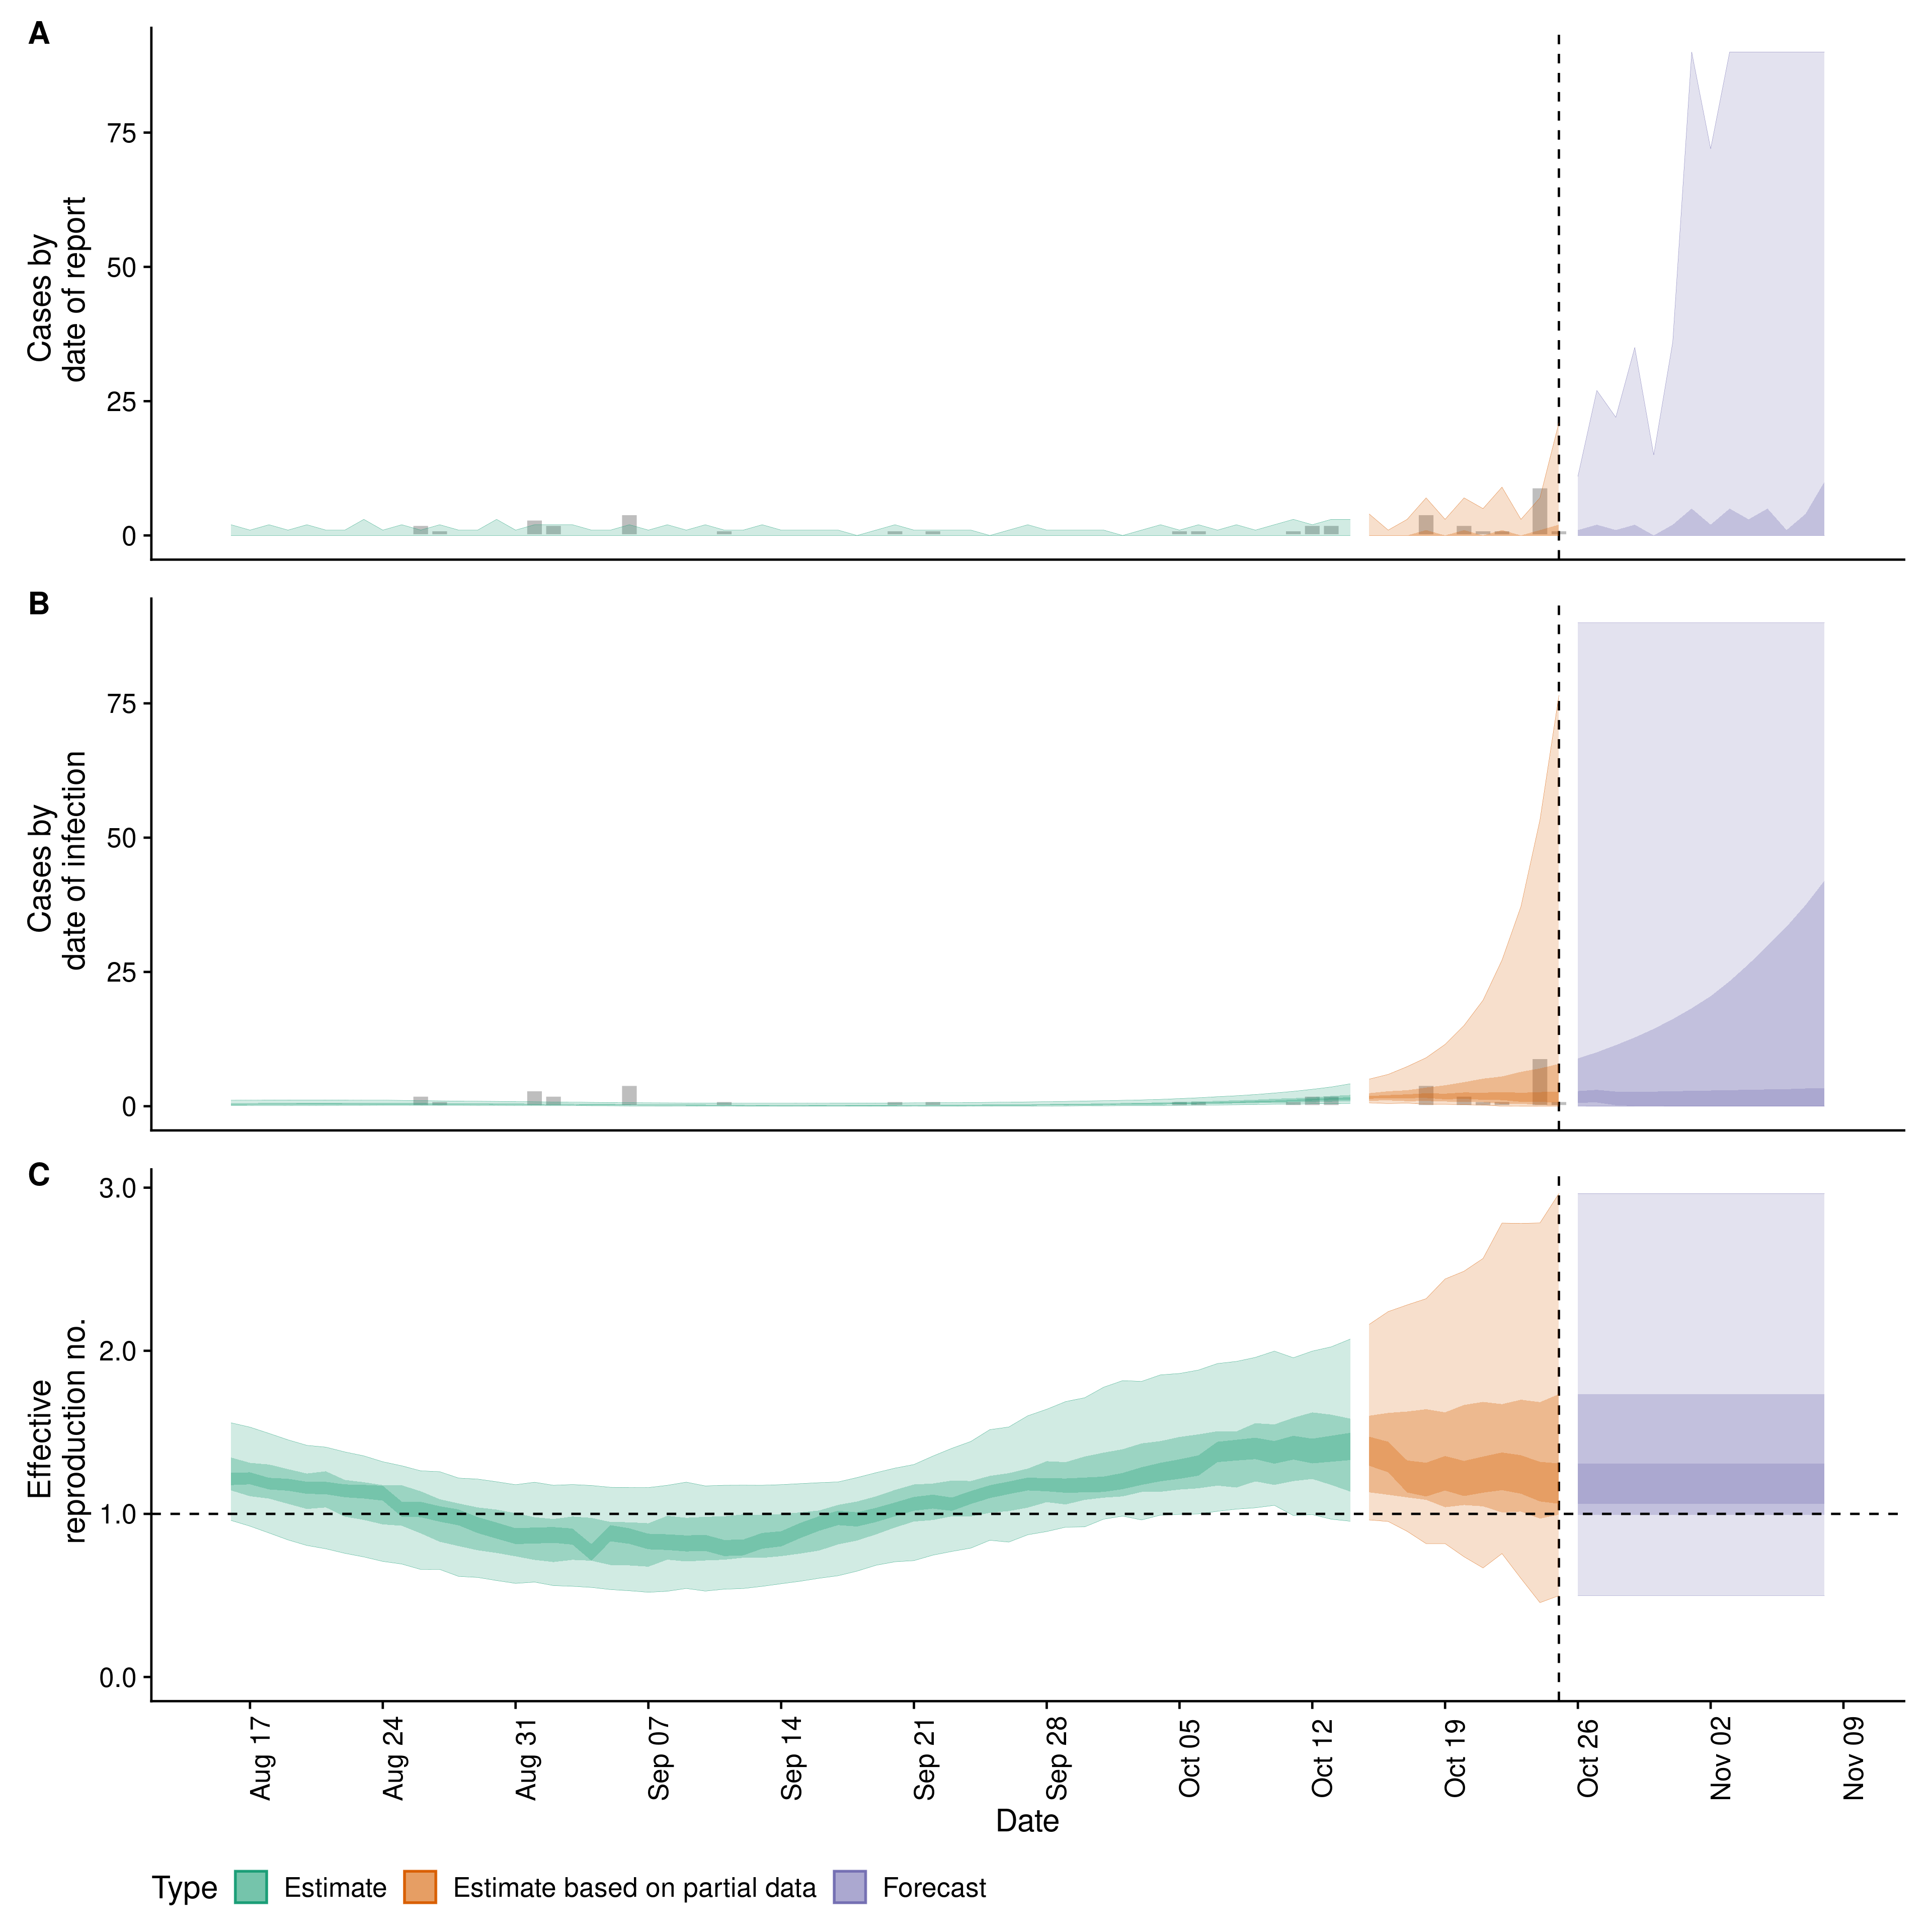 A
Cases by
date of report
75
50
25
0
B
Cases by
date of infection
75
50
25
0
C
Effective
reproduction no.
3.0
2.0
1.0
0.0
Aug 17
Aug 24
Aug 31
Sep 07
Sep 14
Sep 21
Sep 28
Oct 05
Oct 12
Oct 19
Oct 26
Nov 02
Nov 09
Date
Type Estimate Estimate based on partial data Forecast